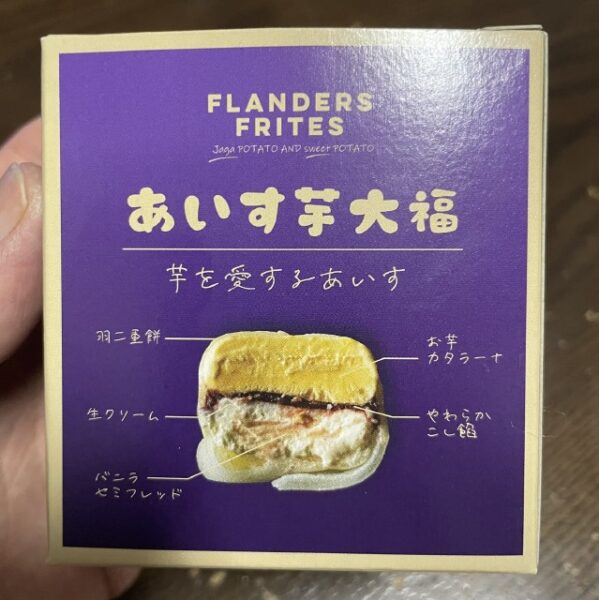 FLANDERS
FRITES
Jaga POTATO AND sweet POTATO
あいす芋大福
芋を愛するあいす
羽二重餅
お芋
カタラーナ
生クリーム
やわらか
こし餡
バニラ
セミフレッド